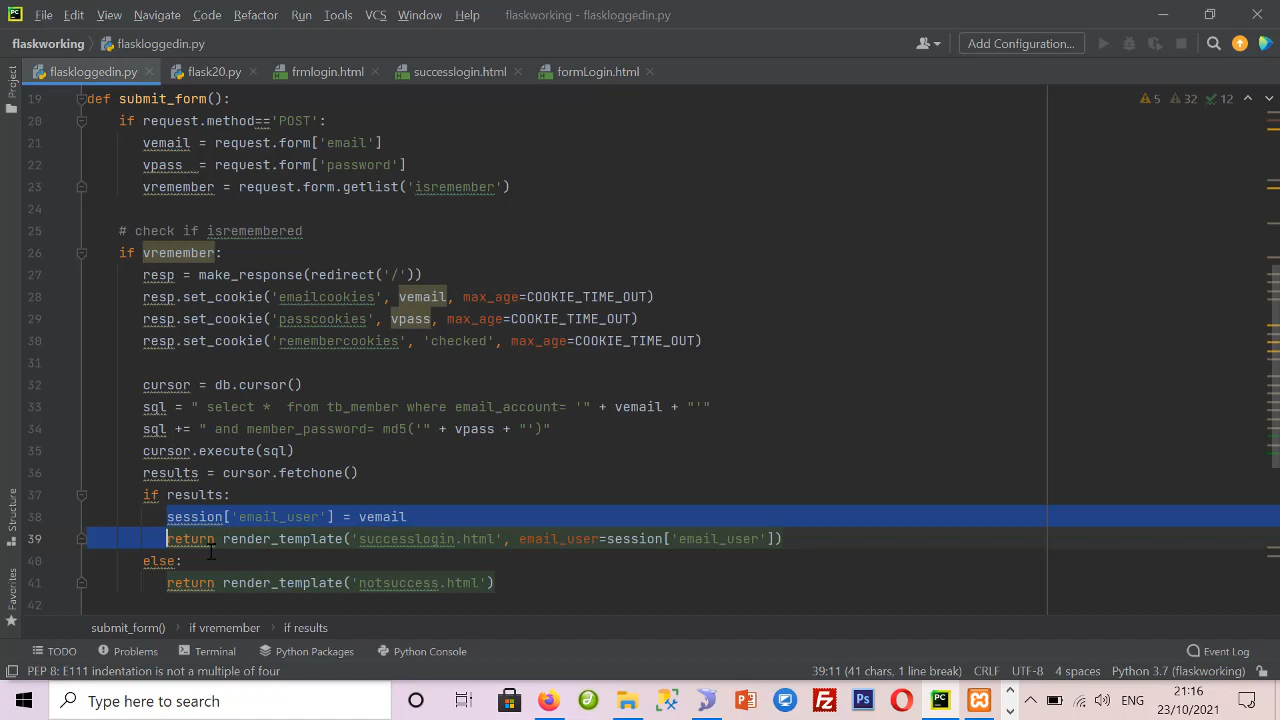 File Edit View Navigate Code Refactor Run Tools VCS Window Help flaskworking - flaskloggedin.py
flaskworking flaskloggedin.py Add Configuration...
flaskloggedin.py flask20.py frmlogin.html successlogin.html formLogin.html
Project
19 def submit_form(): 5 32 12
20 if request.method=='POST':
21 vemail = request.form['email']
22 vpass = request.form['password']
23 vremember = request.form.getlist('isremember')
24
25 # check if isremembered
26 if vremember:
27 resp = make_response(redirect('/'))
28 resp.set_cookie('emailcookies', vemail, max_age=COOKIE_TIME_OUT)
29 resp.set_cookie('passcookies', vpass, max_age=COOKIE_TIME_OUT)
30 resp.set_cookie('remembercookies', 'checked', max_age=COOKIE_TIME_OUT)
31
32 cursor = db.cursor()
33 sql = " select *  from tb_member where email_account= '" + vemail + "'"
34 sql += " and member_password= md5('" + vpass + "')"
35 cursor.execute(sql)
36 results = cursor.fetchone()
37 if results:
38 session['email_user'] = vemail
39 return render_template('successlogin.html', email_user=session['email_user'])
40 else:
41 return render_template('notsuccess.html')
42
Structure
Favorites
submit_form() if vremember if results
TODO Problems Terminal Python Packages Python Console Event Log
PEP 8: E111 indentation is not a multiple of four 39:11 (41 chars, 1 line break) CRLF UTF-8 4 spaces Python 3.7 (flaskworking)
Type here to search ENG 21:16
23/10/2021